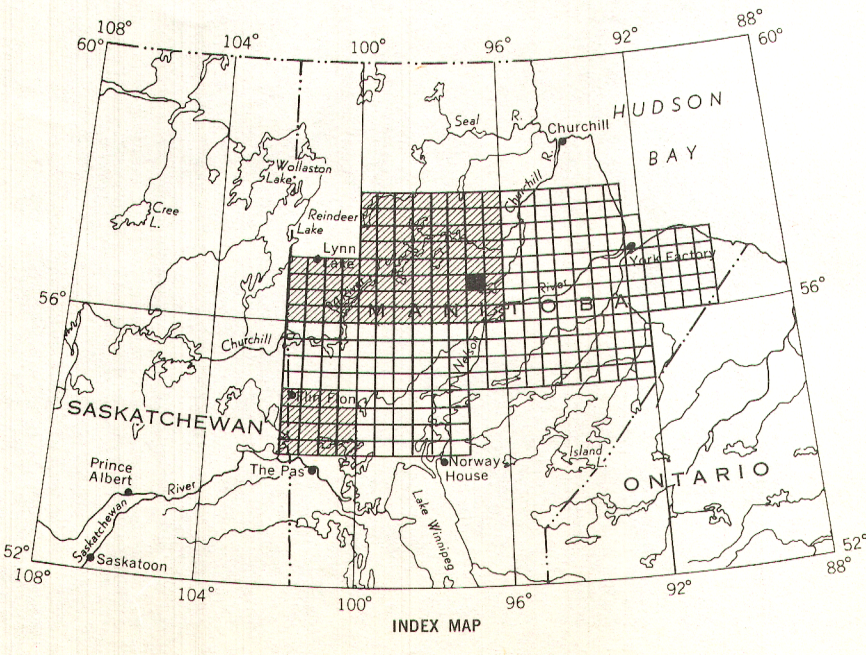 108°
104°
100°
96°
92°
88°
60°
60°
HUDSON
BAY
Seal R.
Churchill
Wollaston
Lake
Churchill R.
Cree
L.
Reindeer
Lake
Lynn
Lake
York Factory
River
56°
56°
MANITOBA
Churchill
Nelson
Flin Flon
SASKATCHEWAN
Island
L.
Prince
Albert
The Pas
Norway
House
ONTARIO
River
Saskatchewan
Lake Winnipeg
52°
Saskatoon
52°
108°
88°
104°
100°
96°
92°
INDEX MAP